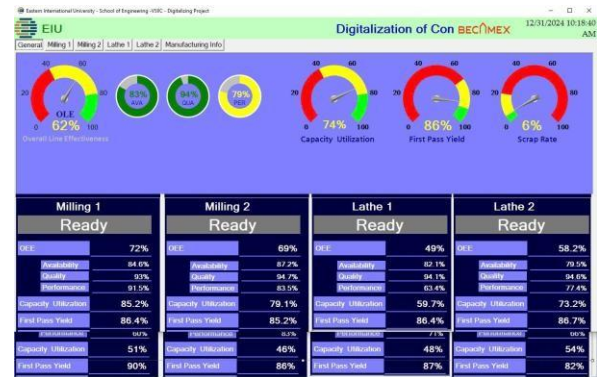 Eastern International University - School of Engineering -IISIC - Digitalizing Project
EIU
Digitalization of Con BECAMEX
12/31/2024 10:18:40 AM
General Milling 1 Milling 2 Lathe 1 Lathe 2 Manufacturing Info
40 60
20 80
0 100
OLE
62%
Overall Line Effectiveness
83%
AVA
94%
QUA
79%
PER
40 60
20 80
0 100
74%
Capacity Utilization
40 60
20 80
0 100
86%
First Pass Yield
40 60
20 80
0 100
6%
Scrap Rate
Milling 1 Milling 2 Lathe 1 Lathe 2
Ready Ready Ready Ready
OEE 72% OEE 69% OEE 49% OEE 58.2%
Availability 84.6% Availability 87.2% Availability 82.1% Availability 79.5%
Quality 93% Quality 94.7% Quality 94.1% Quality 94.6%
Performance 91.5% Performance 83.5% Performance 63.4% Performance 77.4%
Capacity Utilization 85.2% Capacity Utilization 79.1% Capacity Utilization 59.7% Capacity Utilization 73.2%
First Pass Yield 86.4% First Pass Yield 85.2% First Pass Yield 86.4% First Pass Yield 86.7%
Performance 60% Performance 83% Performance 71% Performance 66%
Capacity Utilization 51% Capacity Utilization 46% Capacity Utilization 48% Capacity Utilization 54%
First Pass Yield 90% First Pass Yield 86% First Pass Yield 87% First Pass Yield 82%